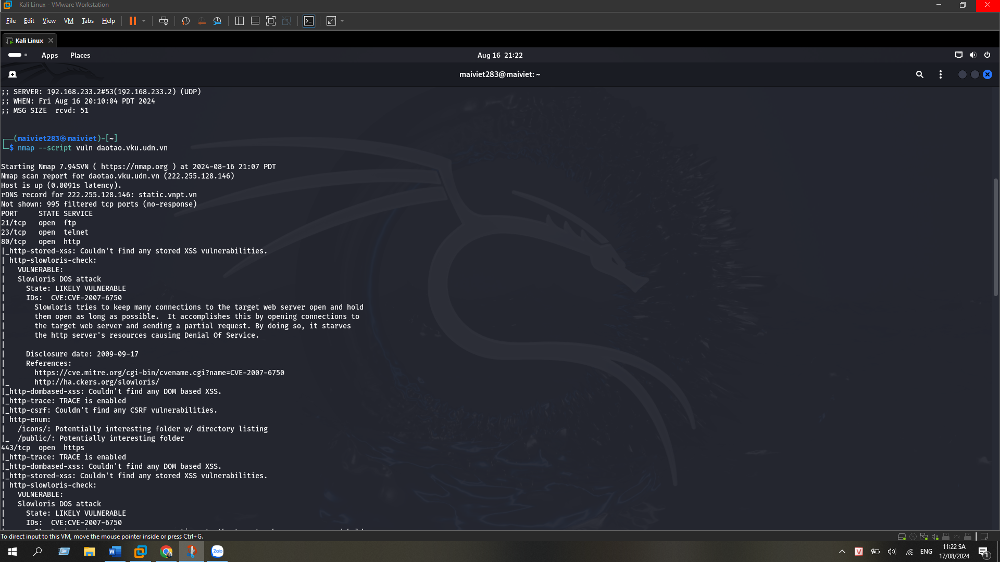 Kali Linux - VMware Workstation
File Edit View VM Tabs Help
Kali Linux
Apps Places Aug 16 21:22
maiviet283@maiviet: ~
;; SERVER: 192.168.233.2#53(192.168.233.2) (UDP)
;; WHEN: Fri Aug 16 20:10:04 PDT 2024
;; MSG SIZE  rcvd: 51
┌──(maiviet283㉿maiviet)-[~]
└─$ nmap --script vuln daotao.vku.udn.vn
Starting Nmap 7.94SVN ( https://nmap.org ) at 2024-08-16 21:07 PDT
Nmap scan report for daotao.vku.udn.vn (222.255.128.146)
Host is up (0.0091s latency).
rDNS record for 222.255.128.146: static.vnpt.vn
Not shown: 995 filtered tcp ports (no-response)
PORT     STATE SERVICE
21/tcp   open  ftp
23/tcp   open  telnet
80/tcp   open  http
|_http-stored-xss: Couldn't find any stored XSS vulnerabilities.
| http-slowloris-check:
|   VULNERABLE:
|   Slowloris DOS attack
|     State: LIKELY VULNERABLE
|     IDs:  CVE:CVE-2007-6750
|       Slowloris tries to keep many connections to the target web server open and hold
|       them open as long as possible.  It accomplishes this by opening connections to
|       the target web server and sending a partial request. By doing so, it starves
|       the http server's resources causing Denial Of Service.
|
|     Disclosure date: 2009-09-17
|     References:
|       https://cve.mitre.org/cgi-bin/cvename.cgi?name=CVE-2007-6750
|_      http://ha.ckers.org/slowloris/
|_http-dombased-xss: Couldn't find any DOM based XSS.
|_http-trace: TRACE is enabled
|_http-csrf: Couldn't find any CSRF vulnerabilities.
| http-enum:
|   /icons/: Potentially interesting folder w/ directory listing
|_  /public/: Potentially interesting folder
443/tcp  open  https
|_http-trace: TRACE is enabled
|_http-dombased-xss: Couldn't find any DOM based XSS.
|_http-stored-xss: Couldn't find any stored XSS vulnerabilities.
| http-slowloris-check:
|   VULNERABLE:
|   Slowloris DOS attack
|     State: LIKELY VULNERABLE
|     IDs:  CVE:CVE-2007-6750
To direct input to this VM, move the mouse pointer inside or press Ctrl+G.
Zalo
V
ENG
11:22 SA
17/08/2024
1